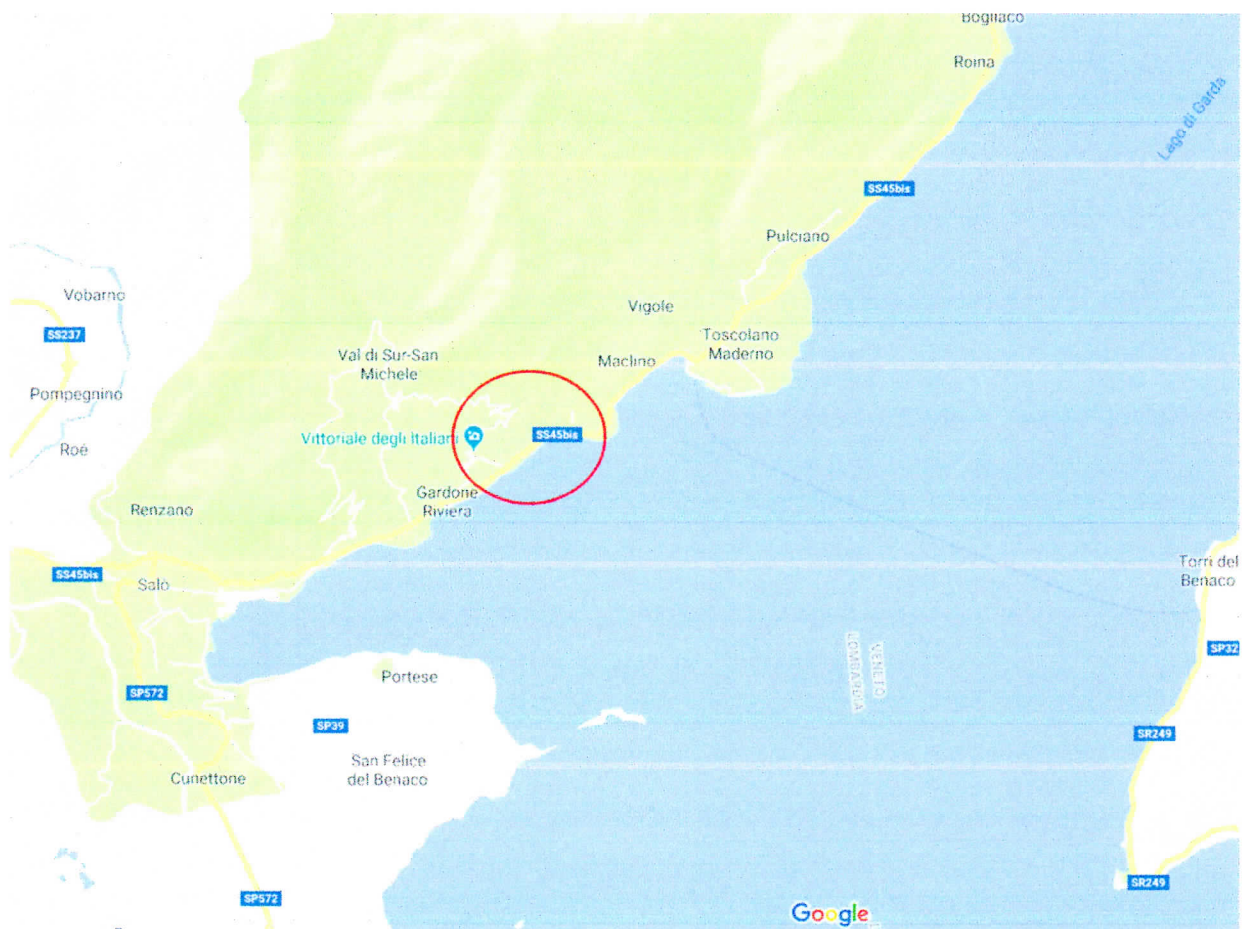 Bogliaco
Roina
Lago di Garda
SS45bis
Pulciano
Vobarno
Vigole
SS237
Toscolano
Maderno
Val di Sur-San
Michele
Maclino
Pompegnino
Vittoriale degli Italiani
SS45bis
Roè
Gardone
Riviera
Renzano
Torri del
Benaco
SS45bis
Salò
VENETO
LOMBARDIA
SP32
Portese
SP572
SP39
SR249
San Felice
del Benaco
Cunettone
SR249
SP572
Google